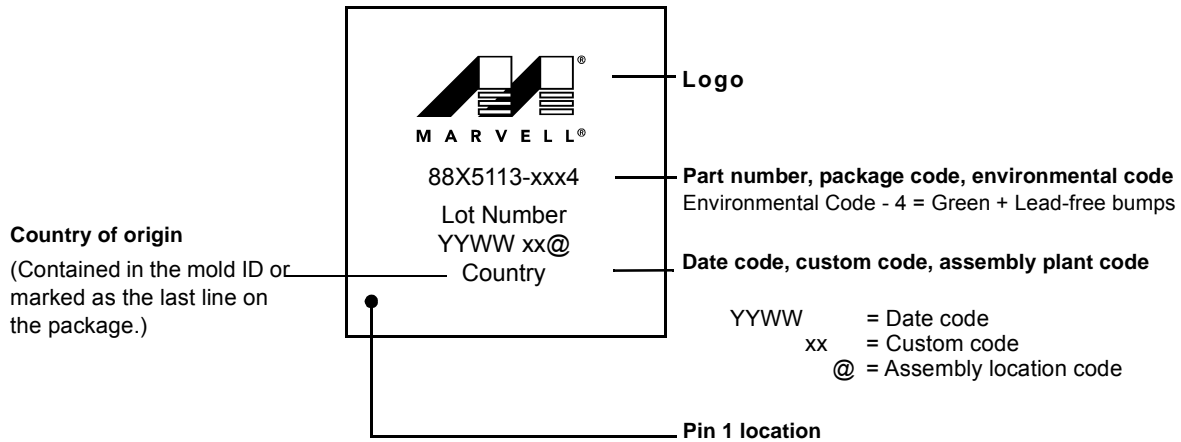 ®
MARVELL®
Logo
88X5113-xxx4
Part number, package code, environmental code
Environmental Code - 4 = Green + Lead-free bumps
Lot Number
YYWW xx@
Country
Country of origin
(Contained in the mold ID or
marked as the last line on
the package.)
Date code, custom code, assembly plant code
YYWW = Date code
xx = Custom code
@ = Assembly location code
Pin 1 location